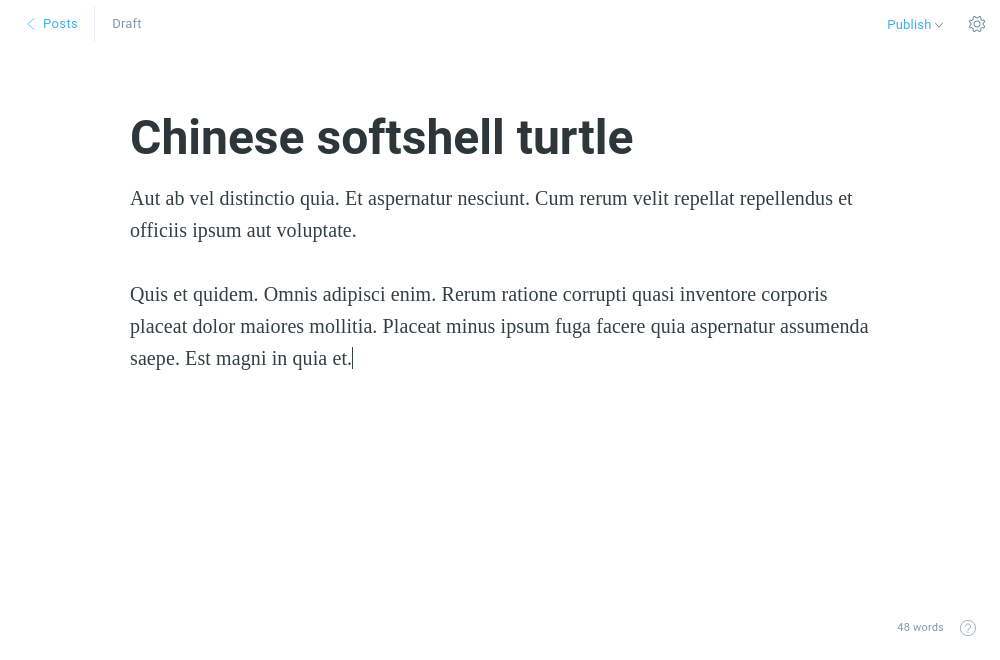 Posts
Draft
Publish
Chinese softshell turtle
Aut ab vel distinctio quia. Et aspernatur nesciunt. Cum rerum velit repellat repellendus et
officiis ipsum aut voluptate.
Quis et quidem. Omnis adipisci enim. Rerum ratione corrupti quasi inventore corporis
placeat dolor maiores mollitia. Placeat minus ipsum fuga facere quia aspernatur assumenda
saepe. Est magni in quia et.
48 words